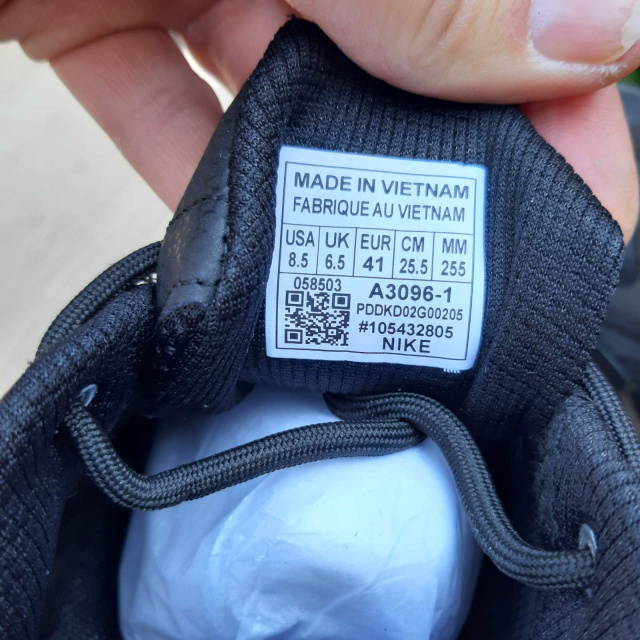 MADE IN VIETNAM
FABRIQUE AU VIETNAM
USA UK EUR CM MM
8.5 6.5 41 25.5 255
058503
A3096-1
PDDKD02G00205
#105432805
NIKE